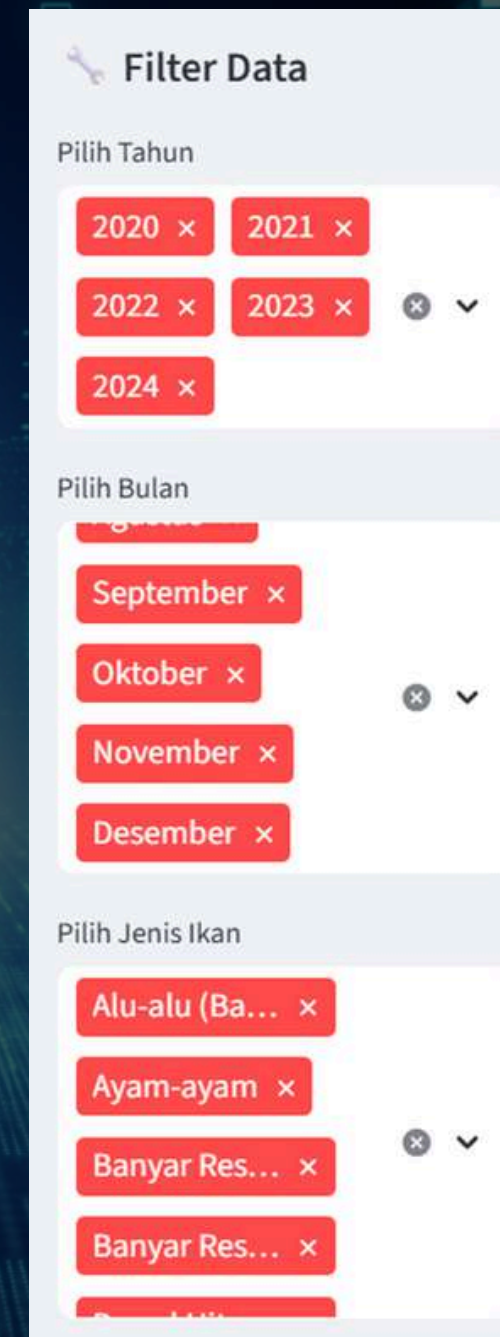 Filter Data
Pilih Tahun
2020 × 2021 ×
2022 × 2023 ×
2024 ×
Pilih Bulan
Agustus ×
September ×
Oktober ×
November ×
Desember ×
Pilih Jenis Ikan
Alu-alu (Ba... ×
Ayam-ayam ×
Banyar Res... ×
Banyar Res... ×